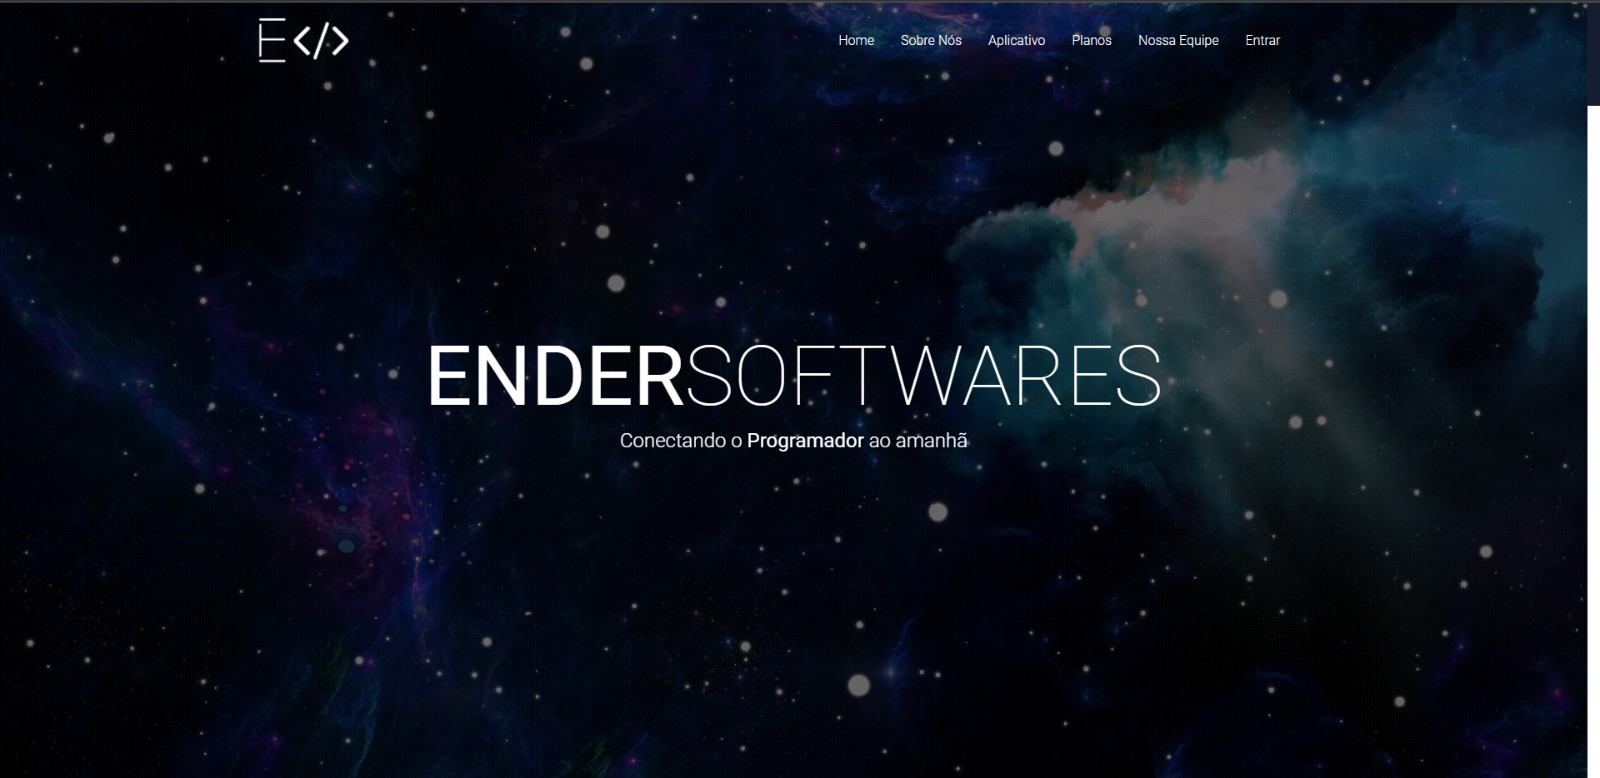 E</>
Home Sobre Nós Aplicativo Planos Nossa Equipe Entrar
ENDERSOFTWARES
Conectando o Programador ao amanhã